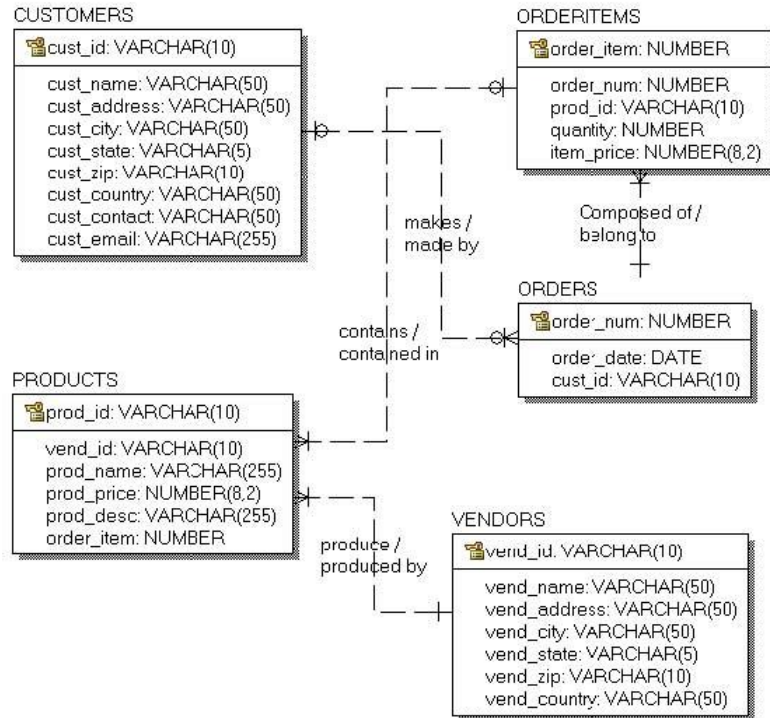 CUSTOMERS
cust_id: VARCHAR(10)
cust_name: VARCHAR(50)
cust_address: VARCHAR(50)
cust_city: VARCHAR(50)
cust_state: VARCHAR(5)
cust_zip: VARCHAR(10)
cust_country: VARCHAR(50)
cust_contact: VARCHAR(50)
cust_email: VARCHAR(255)
ORDERITEMS
order_item: NUMBER
order_num: NUMBER
prod_id: VARCHAR(10)
quantity: NUMBER
item_price: NUMBER(8,2)
makes /
made by
Composed of /
belong to
ORDERS
order_num: NUMBER
order_date: DATE
cust_id: VARCHAR(10)
contains /
contained in
PRODUCTS
prod_id: VARCHAR(10)
vend_id: VARCHAR(10)
prod_name: VARCHAR(255)
prod_price: NUMBER(8,2)
prod_desc: VARCHAR(255)
order_item: NUMBER
produce /
produced by
VENDORS
vend_id: VARCHAR(10)
vend_name: VARCHAR(50)
vend_address: VARCHAR(50)
vend_city: VARCHAR(50)
vend_state: VARCHAR(5)
vend_zip: VARCHAR(10)
vend_country: VARCHAR(50)